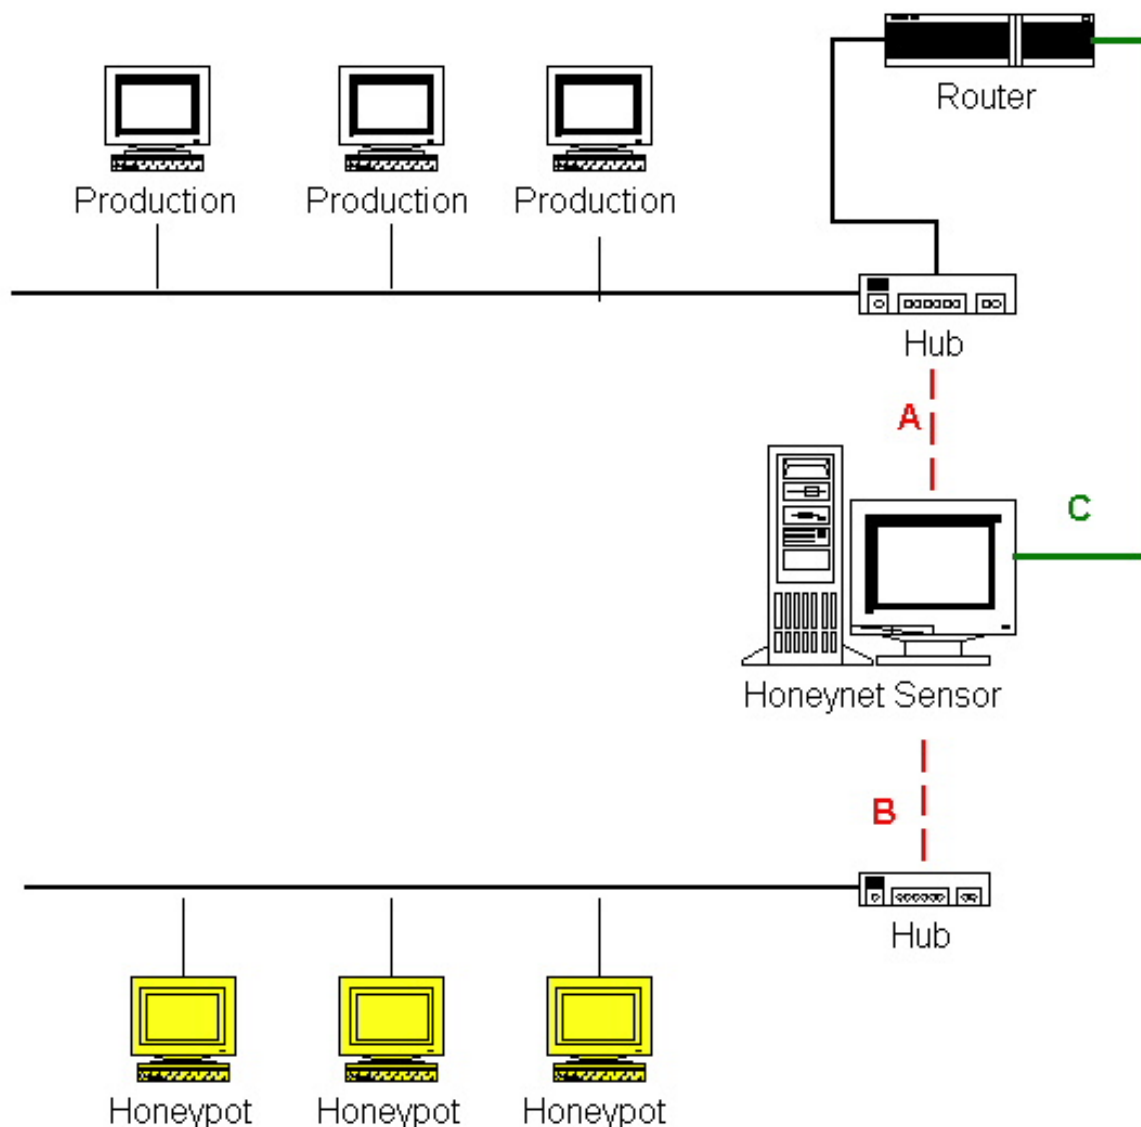 Router
Production
Production
Production
Hub
A
C
Honeynet Sensor
B
Hub
Honeypot
Honeypot
Honeypot